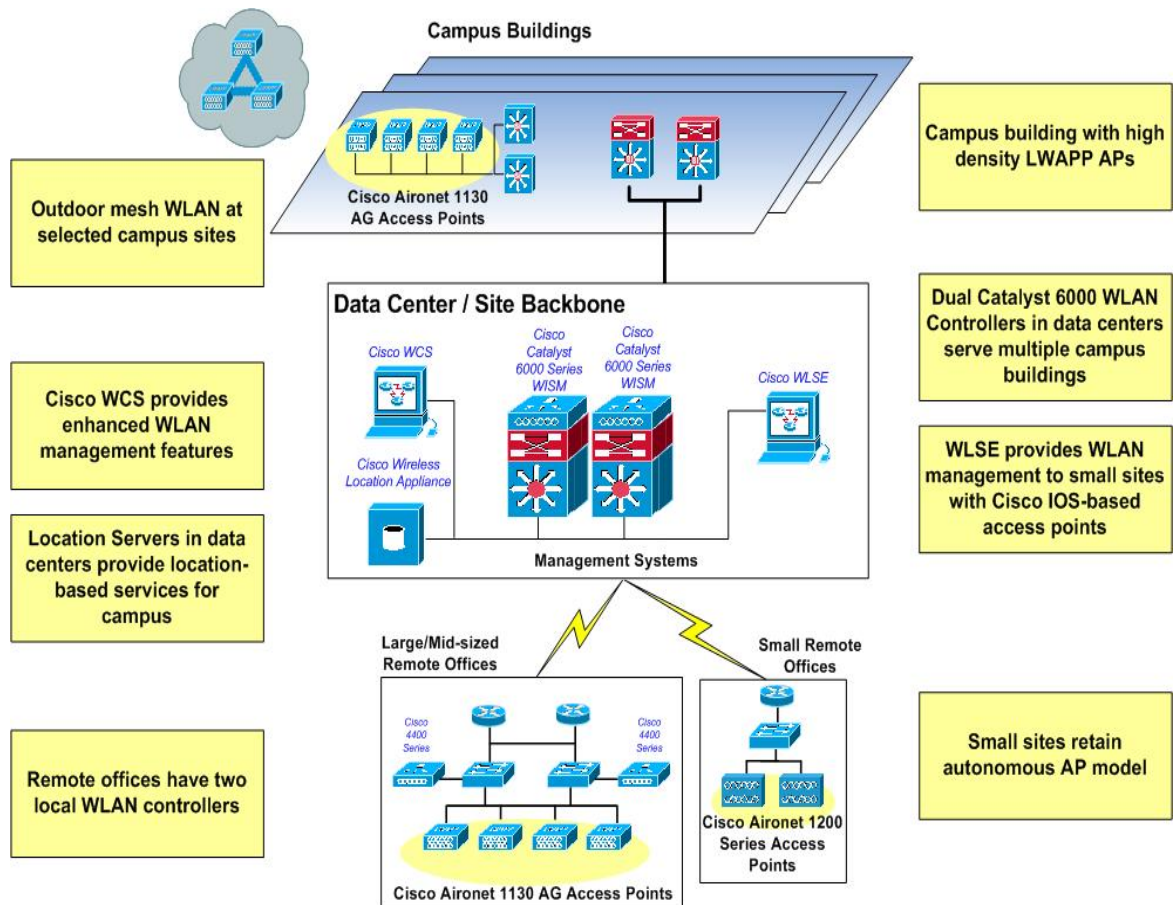 Campus Buildings
Cisco Aironet 1130
AG Access Points
Outdoor mesh WLAN at
selected campus sites
Cisco WCS provides
enhanced WLAN
management features
Location Servers in data
centers provide location-
based services for
campus
Remote offices have two
local WLAN controllers
Data Center / Site Backbone
Cisco WCS
Cisco
Catalyst
6000 Series
WISM
Cisco
Catalyst
6000 Series
WISM
Cisco WLSE
Cisco Wireless
Location Appliance
Management Systems
Large/Mid-sized
Remote Offices
Cisco
4400
Series
Cisco
4400
Series
Cisco Aironet 1130 AG Access Points
Small Remote
Offices
Cisco Aironet 1200
Series Access
Points
Campus building with high
density LWAPP APs
Dual Catalyst 6000 WLAN
Controllers in data centers
serve multiple campus
buildings
WLSE provides WLAN
management to small sites
with Cisco IOS-based
access points
Small sites retain
autonomous AP model